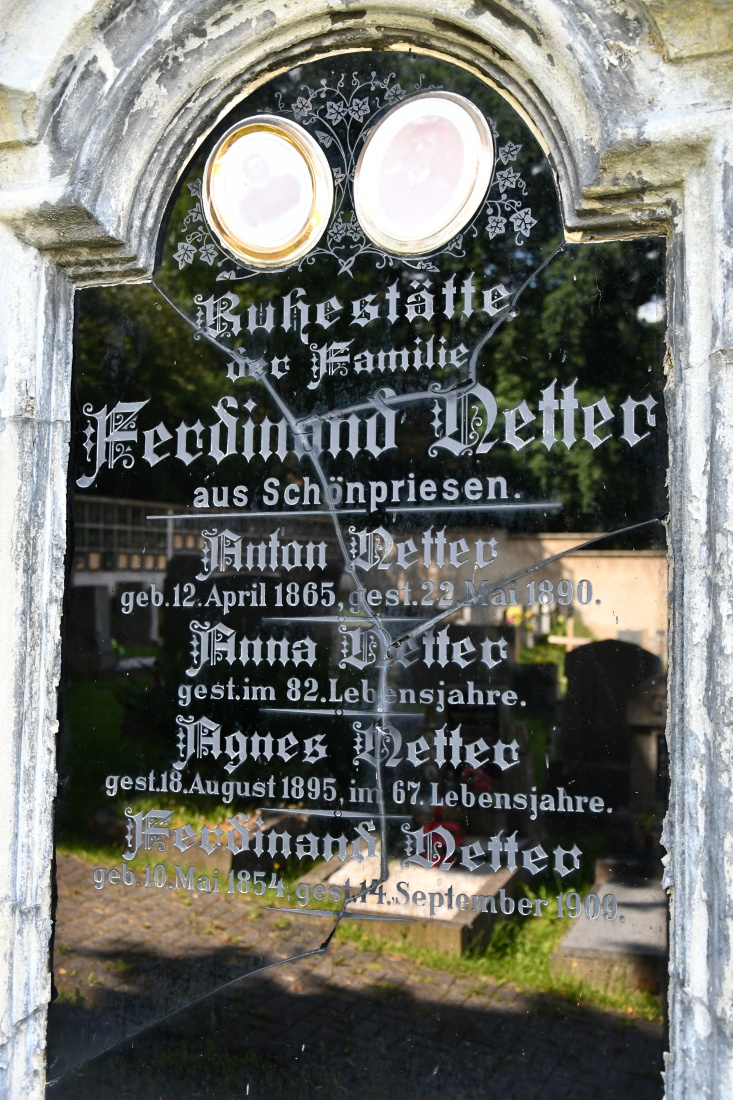 Ruhestätte
der Familie
Ferdinand Netter
aus Schönpriesen.
Anton Netter
geb. 12. April 1865, gest. 22. Mai 1890.
Anna Netter
gest. im 82. Lebensjahre.
Agnes Netter
gest. 18. August 1895, im 67. Lebensjahre.
Ferdinand Netter
geb. 10. Mai 1854, gest. 14. September 1909.